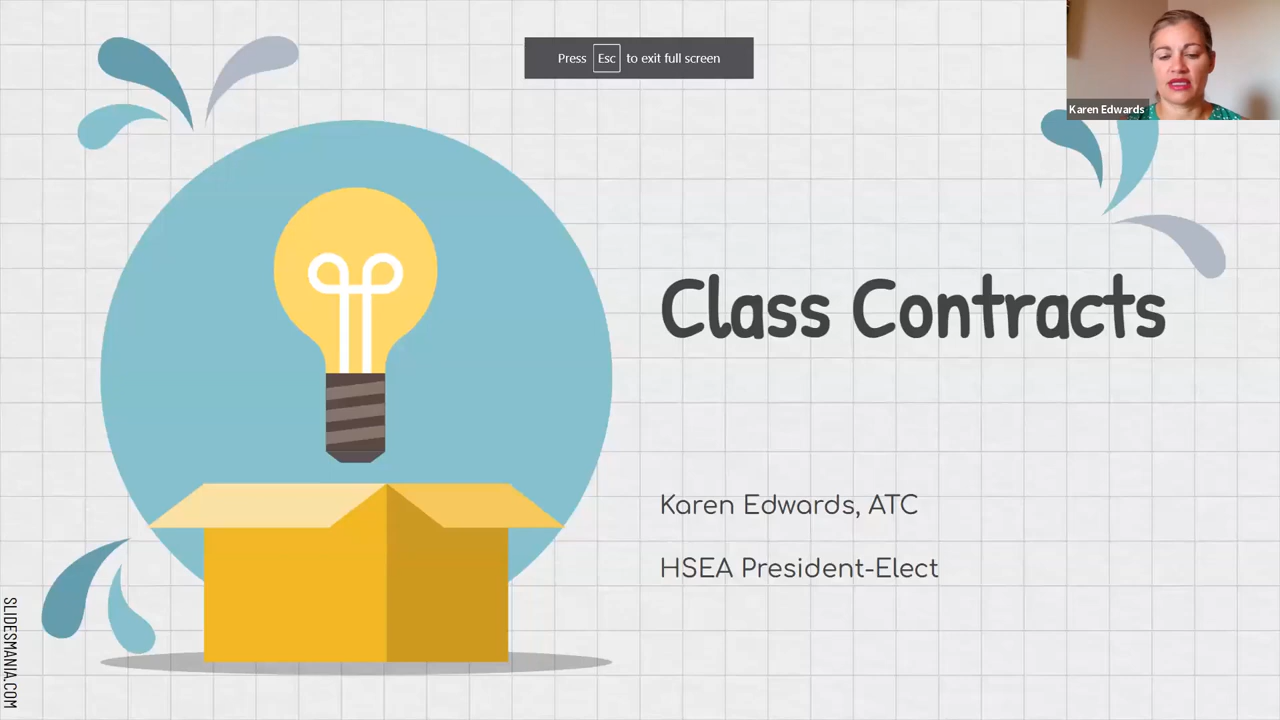 Press Esc to exit full screen
Karen Edwards
Class Contracts
Karen Edwards, ATC
HSEA President-Elect
SLIDESMANIA.COM